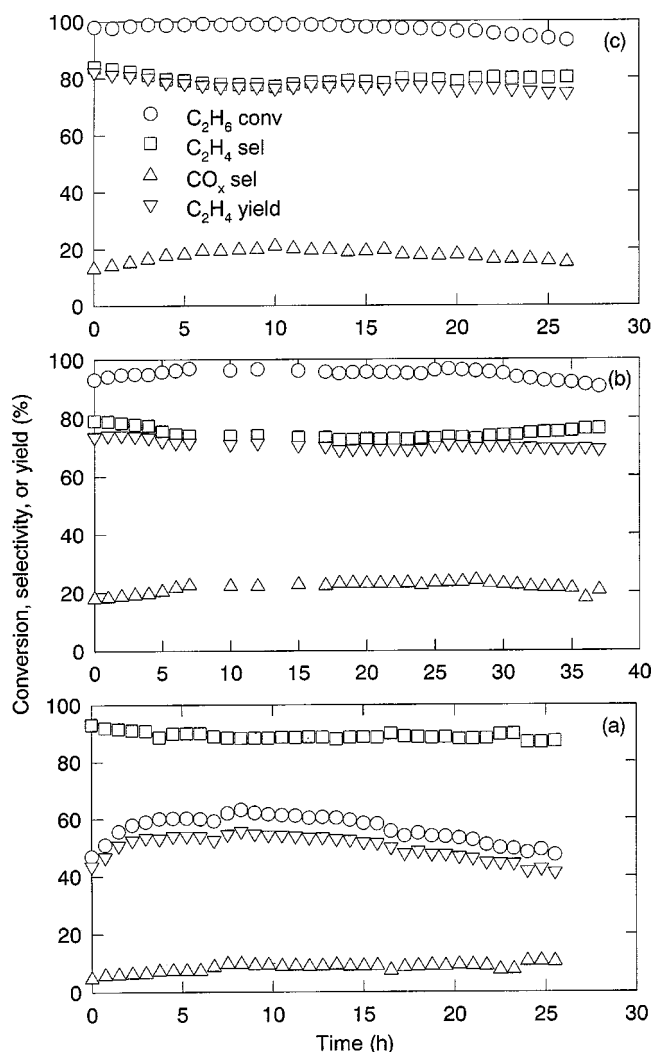 100
80
60
40
20
0
(c)
C₂H₆ conv
C₂H₄ sel
COₓ sel
C₂H₄ yield
0 5 10 15 20 25 30
100
80
60
40
20
0
(b)
0 5 10 15 20 25 30 35 40
Conversion, selectivity, or yield (%)
100
80
60
40
20
0
(a)
0 5 10 15 20 25 30
Time (h)